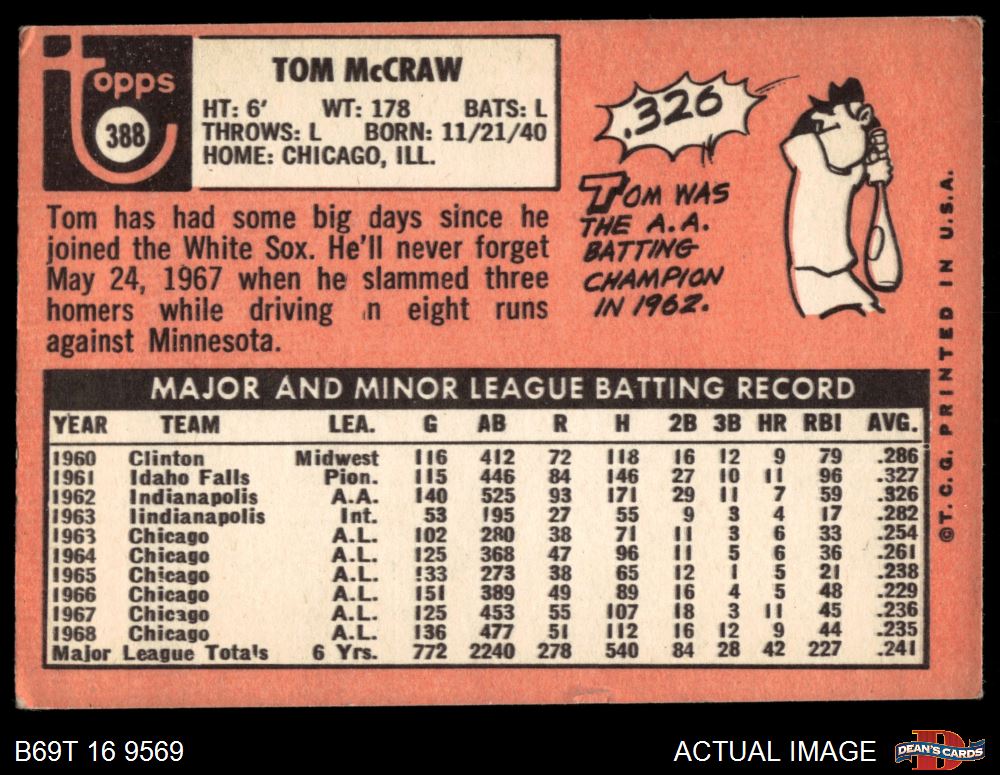 Topps
388
TOM McCRAW
HT: 6' WT: 178 BATS: L
THROWS: L BORN: 11/21/40
HOME: CHICAGO, ILL.
Tom has had some big days since he
joined the White Sox. He'll never forget
May 24, 1967 when he slammed three
homers while driving in eight runs
against Minnesota.
.326
TOM WAS
THE A.A.
BATTING
CHAMPION
IN 1962.
©T.C.G. PRINTED IN U.S.A.
MAJOR AND MINOR LEAGUE BATTING RECORD
YEAR TEAM LEA. G AB R H 2B 3B HR RBI AVG.
1960 Clinton Midwest 116 412 72 118 16 12 9 79 .286
1961 Idaho Falls Pion. 115 446 84 146 27 10 11 96 .327
1962 Indianapolis A.A. 140 525 93 171 29 11 7 59 .326
1963 Iindianapolis Int. 53 195 27 55 9 3 4 17 .282
1963 Chicago A.L. 102 280 38 71 11 3 6 33 .254
1964 Chicago A.L. 125 368 47 96 11 5 6 36 .261
1965 Chicago A.L. 133 273 38 65 12 1 5 21 .238
1966 Chicago A.L. 151 389 49 89 16 4 5 48 .229
1967 Chicago A.L. 125 453 55 107 18 3 11 45 .236
1968 Chicago A.L. 136 477 51 112 16 12 9 44 .235
Major League Totals 6 Yrs. 772 2240 278 540 84 28 42 227 .241
B69T 16 9569
ACTUAL IMAGE
DEAN'S CARDS